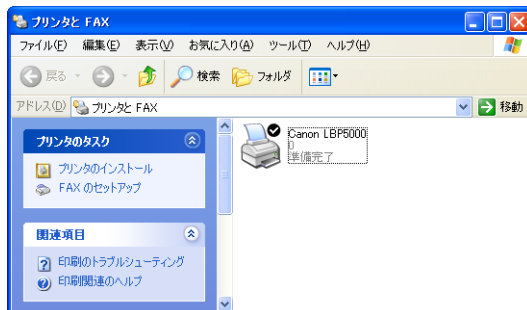 プリンタと FAX
ファイル(F) 編集(E) 表示(V) お気に入り(A) ツール(T) ヘルプ(H)
戻る 検索 フォルダ
アドレス(D) プリンタと FAX 移動
プリンタのタスク
プリンタのインストール
FAX のセットアップ
関連項目
印刷のトラブルシューティング
印刷関連のヘルプ
Canon LBP5000
0
準備完了